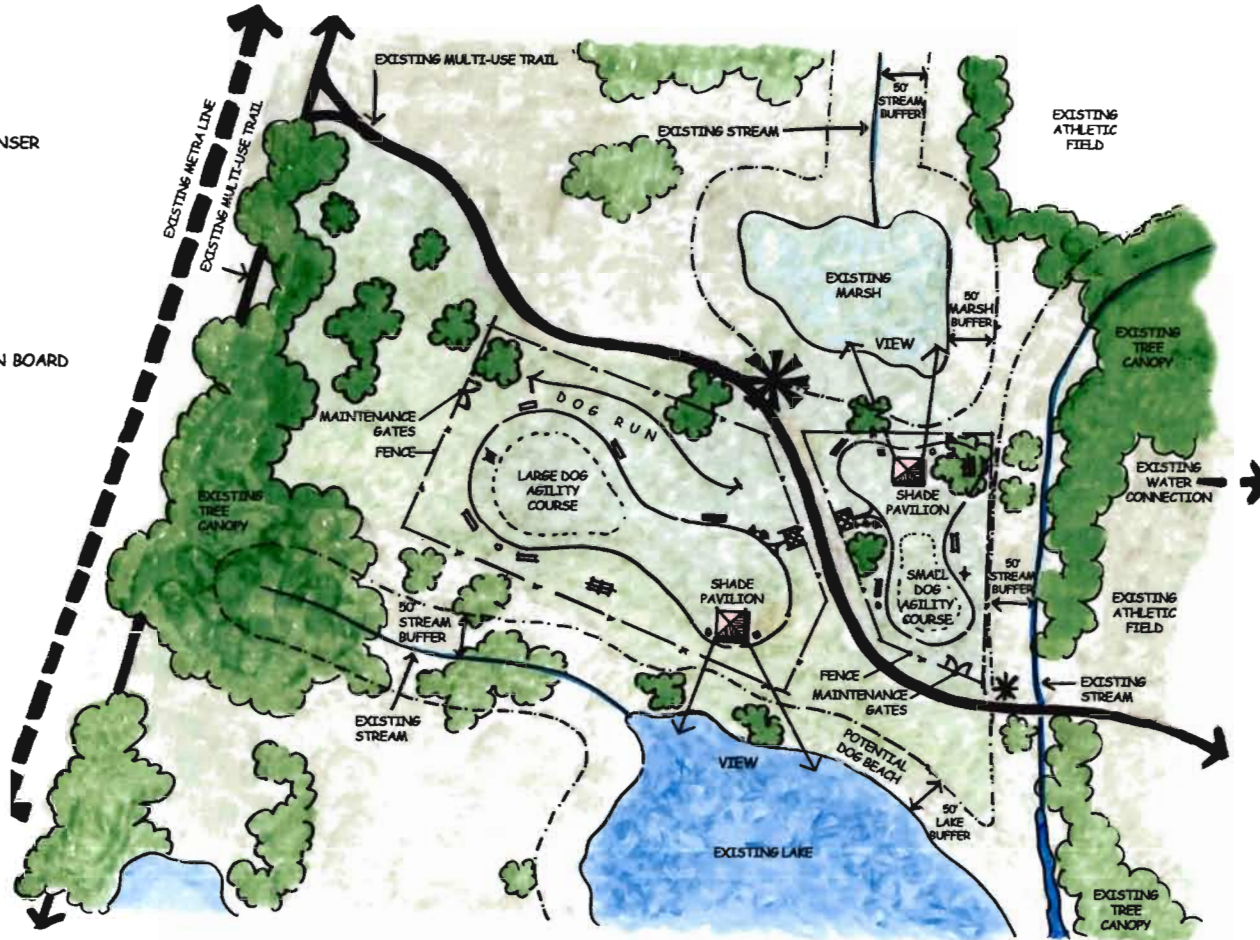 EXISTING MULTI-USE TRAIL
50'
STREAM
BUFFER
EXISTING STREAM
EXISTING
ATHLETIC
FIELD
NSER
EXISTING METRA LINE
EXISTING MULTI-USE TRAIL
EXISTING
MARSH
50'
MARSH
BUFFER
VIEW
EXISTING
TREE
CANOPY
N BOARD
MAINTENANCE
GATES
FENCE
DOG RUN
LARGE DOG
AGILITY
COURSE
SHADE
PAVILION
EXISTING
WATER
CONNECTION
EXISTING
TREE
CANOPY
SMALL
DOG
AGILITY
COURSE
50'
STREAM
BUFFER
EXISTING
ATHLETIC
FIELD
50'
STREAM
BUFFER
SHADE
PAVILION
FENCE
MAINTENANCE
GATES
EXISTING
STREAM
EXISTING
STREAM
VIEW
POTENTIAL
DOG BEACH
50'
LAKE
BUFFER
EXISTING LAKE
EXISTING
TREE
CANOPY